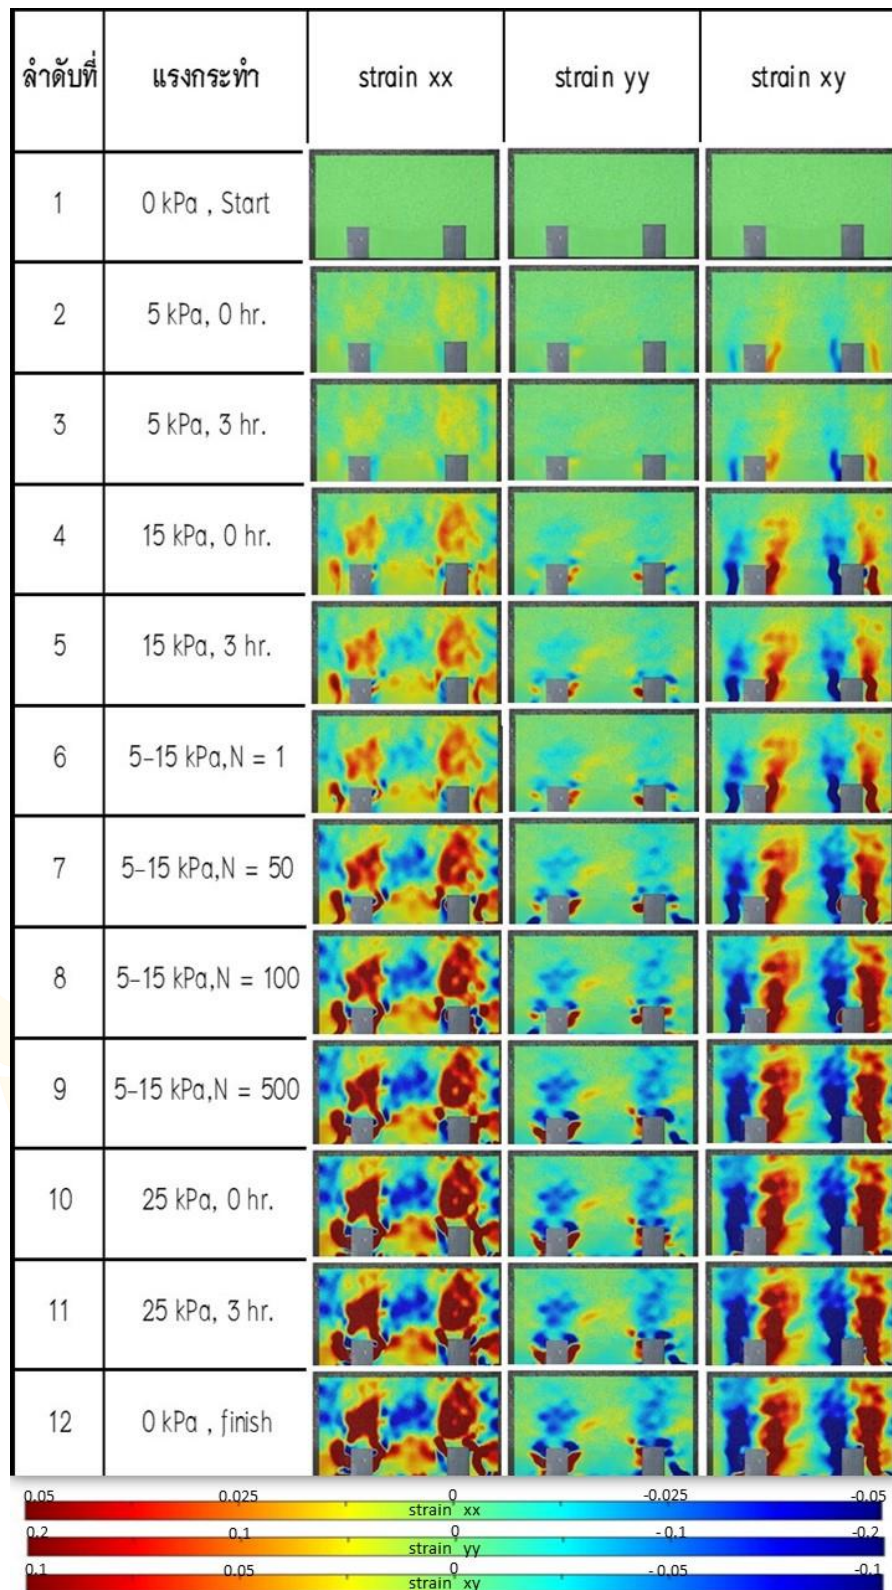 ลำดับที่ แรงกระทำ strain xx strain yy strain xy
1 0 kPa , Start
2 5 kPa, 0 hr.
3 5 kPa, 3 hr.
4 15 kPa, 0 hr.
5 15 kPa, 3 hr.
6 5-15 kPa,N = 1
7 5-15 kPa,N = 50
8 5-15 kPa,N = 100
9 5-15 kPa,N = 500
10 25 kPa, 0 hr.
11 25 kPa, 3 hr.
12 0 kPa , finish
0.05 0.025 0 -0.025 -0.05
strain xx
0.2 0.1 0 -0.1 -0.2
strain yy
0.1 0.05 0 -0.05 -0.1
strain xy